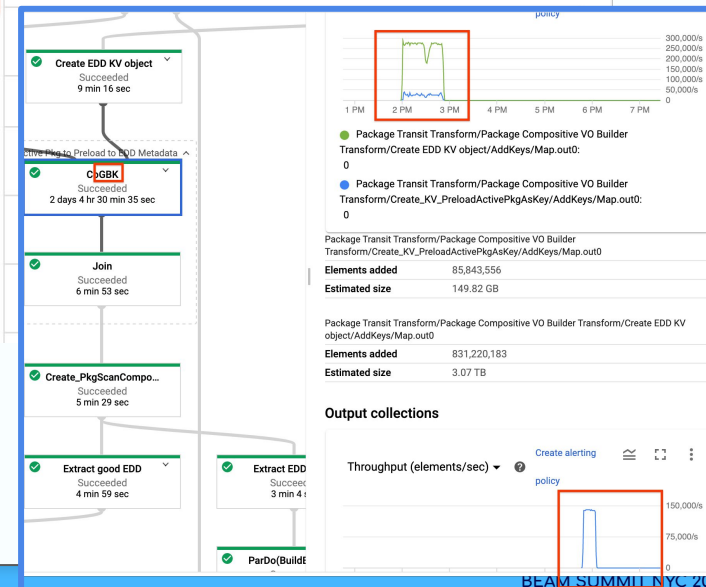 Create EDD KV object
Succeeded
9 min 16 sec
ctive Pkg to Preload to EDD Metadata
CoGBK
Succeeded
2 days 4 hr 30 min 35 sec
Join
Succeeded
6 min 53 sec
Create_PkgScanCompo...
Succeeded
5 min 29 sec
Extract good EDD
Succeeded
4 min 59 sec
Extract EDD
Succeed
3 min 4 s
ParDo(BuildE
policy
300,000/s
250,000/s
200,000/s
150,000/s
100,000/s
50,000/s
0
1 PM 2 PM 3 PM 4 PM 5 PM 6 PM 7 PM
Package Transit Transform/Package Compositive VO Builder
Transform/Create EDD KV object/AddKeys/Map.out0:
0
Package Transit Transform/Package Compositive VO Builder
Transform/Create_KV_PreloadActivePkgAsKey/AddKeys/Map.out0:
0
Package Transit Transform/Package Compositive VO Builder
Transform/Create_KV_PreloadActivePkgAsKey/AddKeys/Map.out0
Elements added 85,843,556
Estimated size 149.82 GB
Package Transit Transform/Package Compositive VO Builder Transform/Create EDD KV
object/AddKeys/Map.out0
Elements added 831,220,183
Estimated size 3.07 TB
Output collections
Throughput (elements/sec)
Create alerting
policy
150,000/s
75,000/s
0
BEAM SUMMIT NYC 20